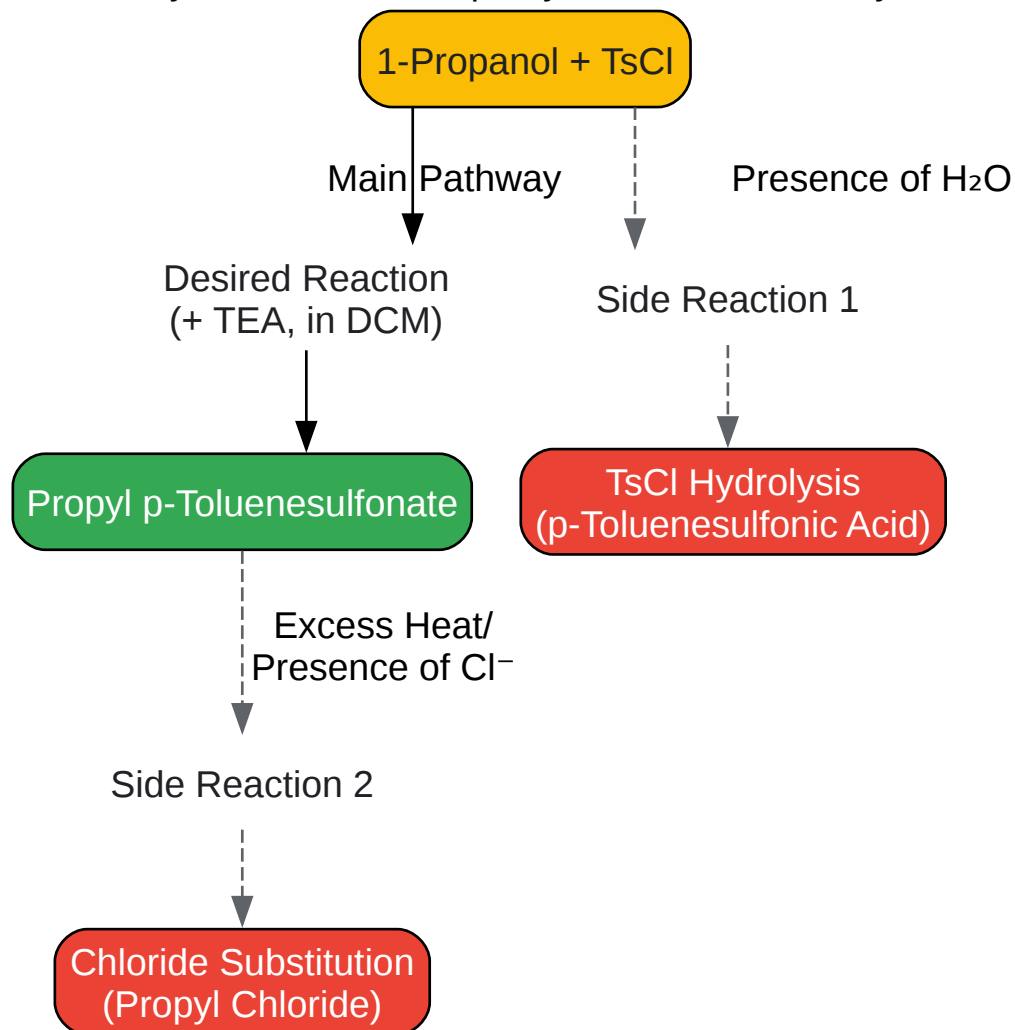 1-Propanol + TsCl
Main Pathway
Presence of H₂O
Desired Reaction
(+ TEA, in DCM)
Side Reaction 1
Propyl p-Toluenesulfonate
TsCl Hydrolysis
(p-Toluenesulfonic Acid)
Excess Heat/
Presence of Cl⁻
Side Reaction 2
Chloride Substitution
(Propyl Chloride)